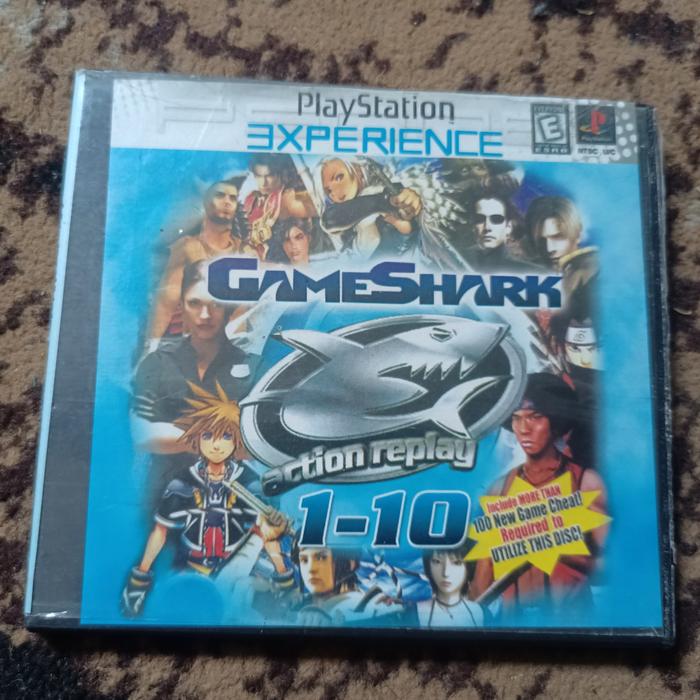 PlayStation
EXPERIENCE
E
ESRB
NTSC U/C
GAMESHARK
action replay
1-10
Include MORE THAN
100 New Game Cheat!
Required to
UTILIZE THIS DISC!